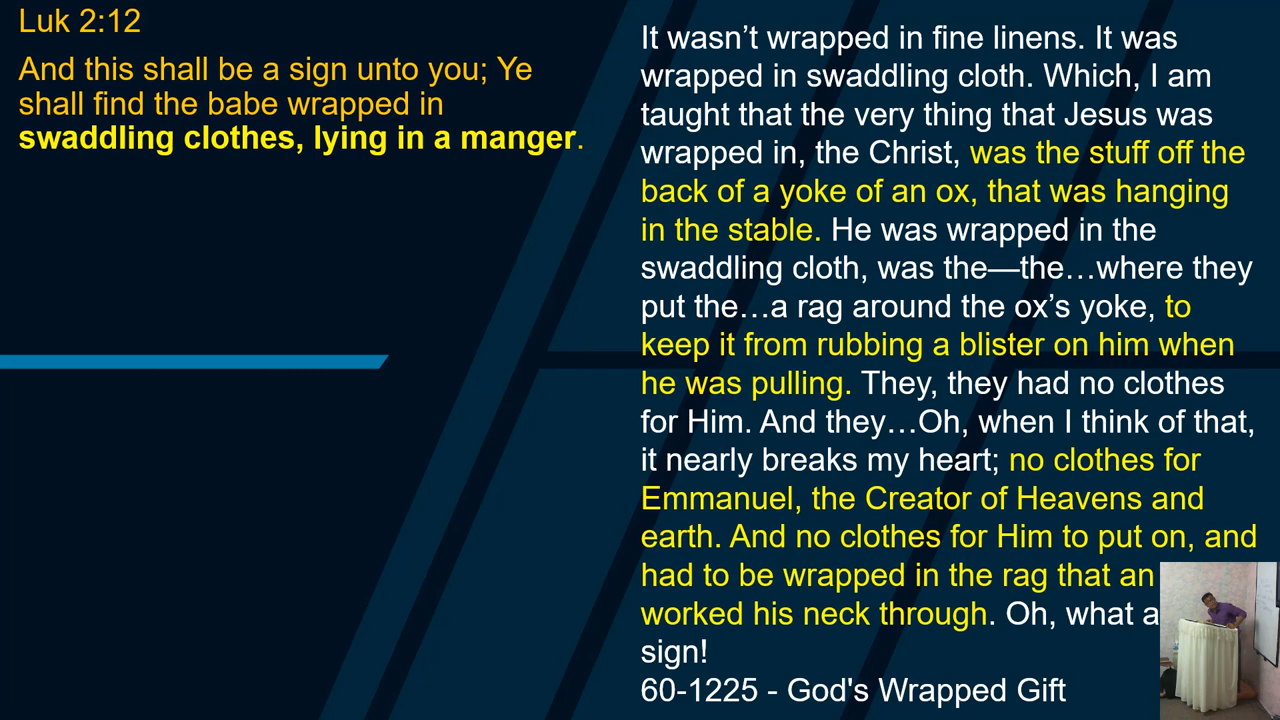 Luk 2:12
And this shall be a sign unto you; Ye
shall find the babe wrapped in
swaddling clothes, lying in a manger.
It wasn’t wrapped in fine linens. It was
wrapped in swaddling cloth. Which, I am
taught that the very thing that Jesus was
wrapped in, the Christ, was the stuff off the
back of a yoke of an ox, that was hanging
in the stable. He was wrapped in the
swaddling cloth, was the—the…where they
put the…a rag around the ox’s yoke, to
keep it from rubbing a blister on him when
he was pulling. They, they had no clothes
for Him. And they…Oh, when I think of that,
it nearly breaks my heart; no clothes for
Emmanuel, the Creator of Heavens and
earth. And no clothes for Him to put on, and
had to be wrapped in the rag that an
worked his neck through. Oh, what a
sign!
60-1225 - God's Wrapped Gift